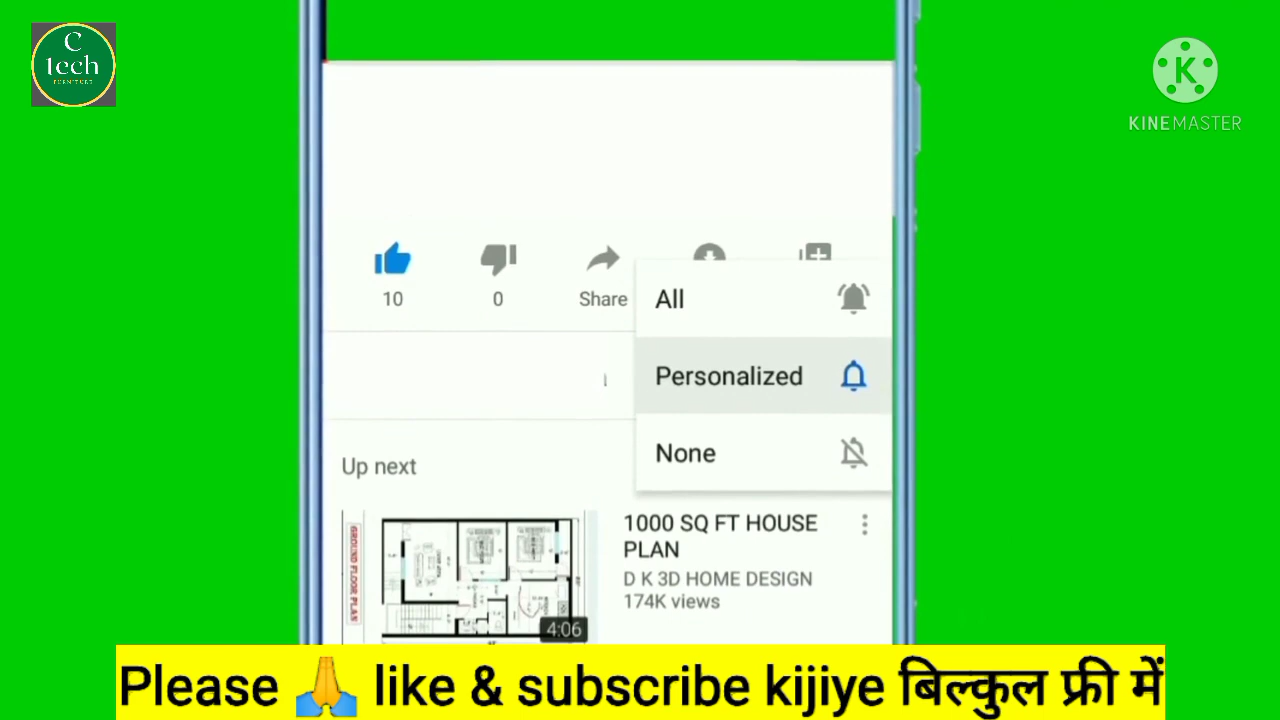 C
tech
FURNITURE
K
KINEMASTER
10
0
Share
All
Personalized
None
Up next
GROUND FLOOR PLAN
4:06
1000 SQ FT HOUSE
PLAN
D K 3D HOME DESIGN
174K views
Please 🙏 like & subscribe kijiye बिल्कुल फ्री में